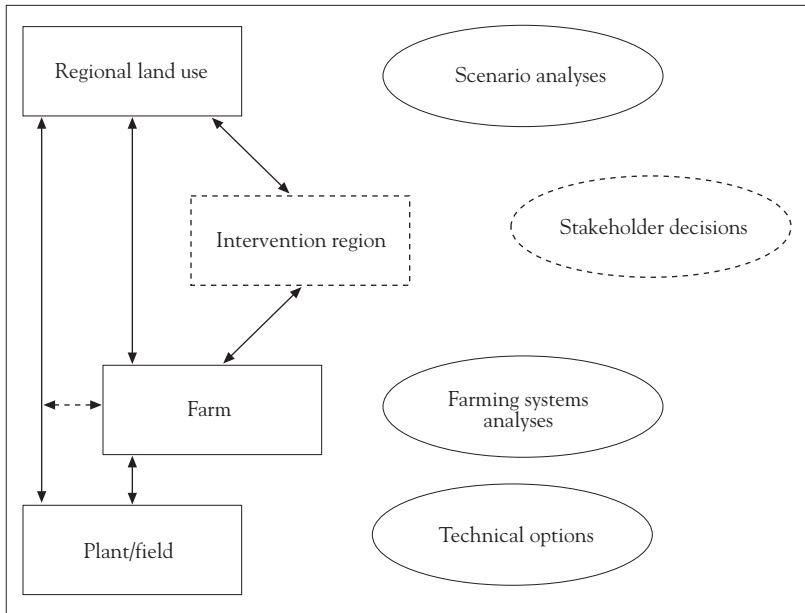 Regional land use
Scenario analyses
Intervention region
Stakeholder decisions
Farm
Farming systems
analyses
Plant/field
Technical options